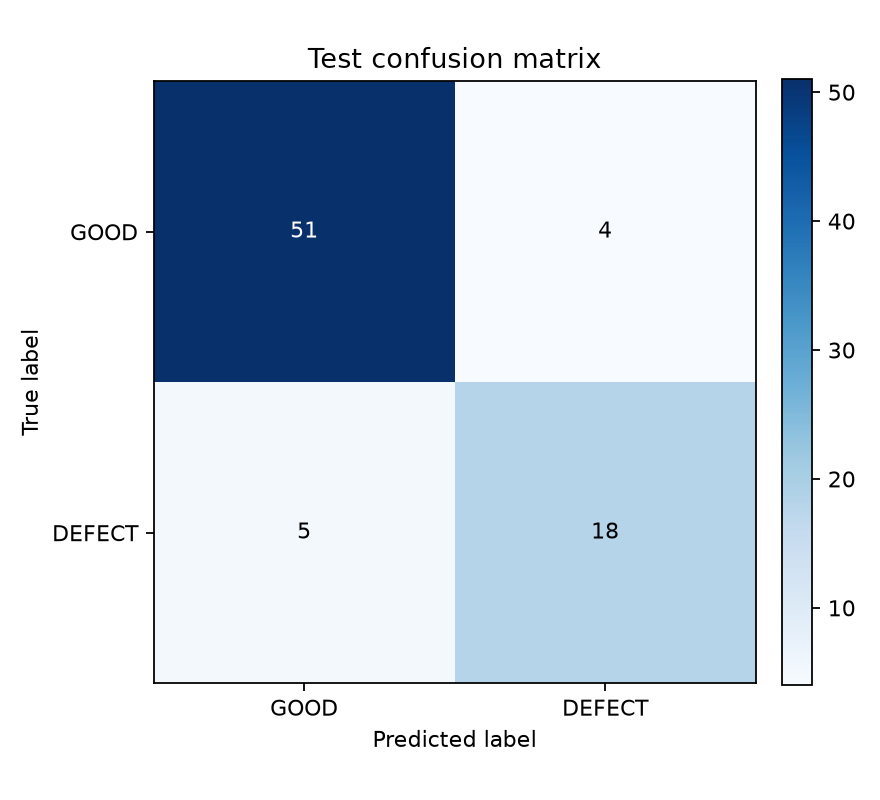 Test confusion matrix
50
GOOD 51 4
40
True label
30
20
DEFECT 5 18
10
GOOD DEFECT
Predicted label